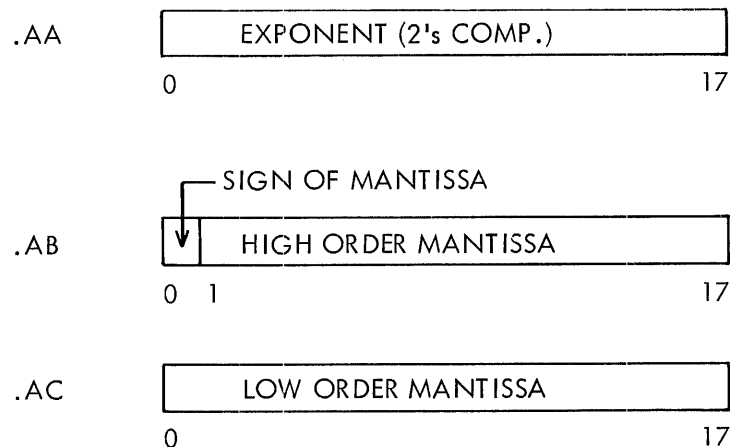 .AA EXPONENT (2's COMP.)
0 17
SIGN OF MANTISSA
.AB HIGH ORDER MANTISSA
0 1 17
.AC LOW ORDER MANTISSA
0 17